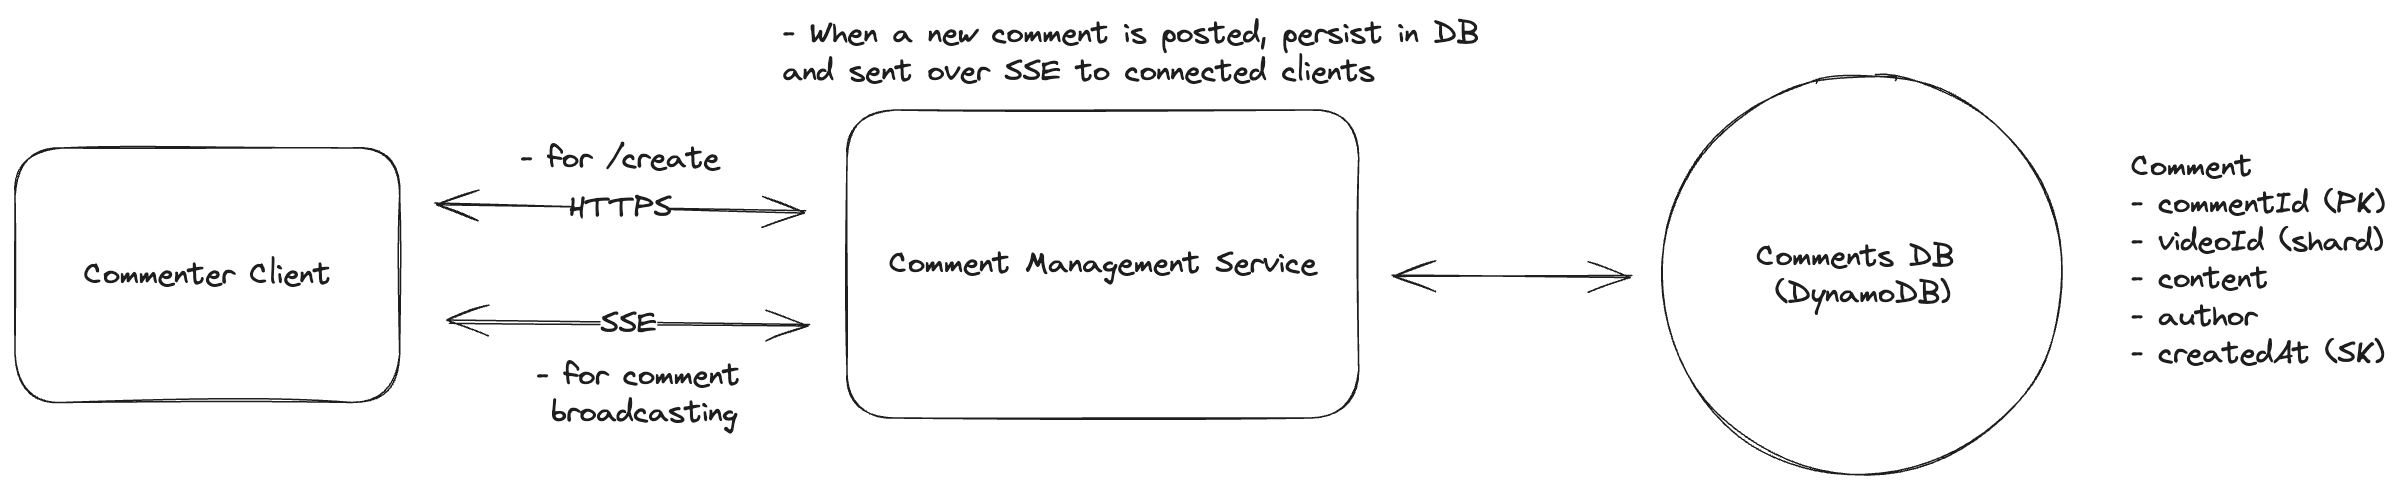 - When a new comment is posted, persist in DB
and sent over SSE to connected clients
- for /create
HTTPS
Commenter Client
SSE
- for comment
broadcasting
Comment Management Service
Comments DB
(DynamoDB)
Comment
- commentId (PK)
- videoId (shard)
- content
- author
- createdAt (SK)